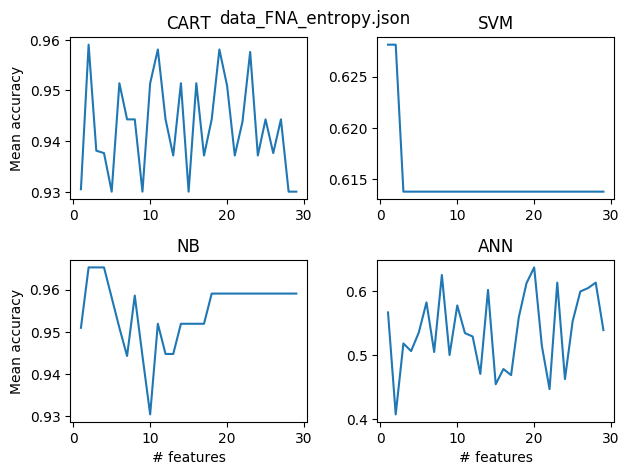 data_FNA_entropy.json
CART
SVM
Mean accuracy
0.96
0.95
0.94
0.93
0 10 20 30
0.625
0.620
0.615
0 10 20 30
NB
ANN
Mean accuracy
0.96
0.95
0.94
0.93
0 10 20 30
# features
0.6
0.5
0.4
0 10 20 30
# features